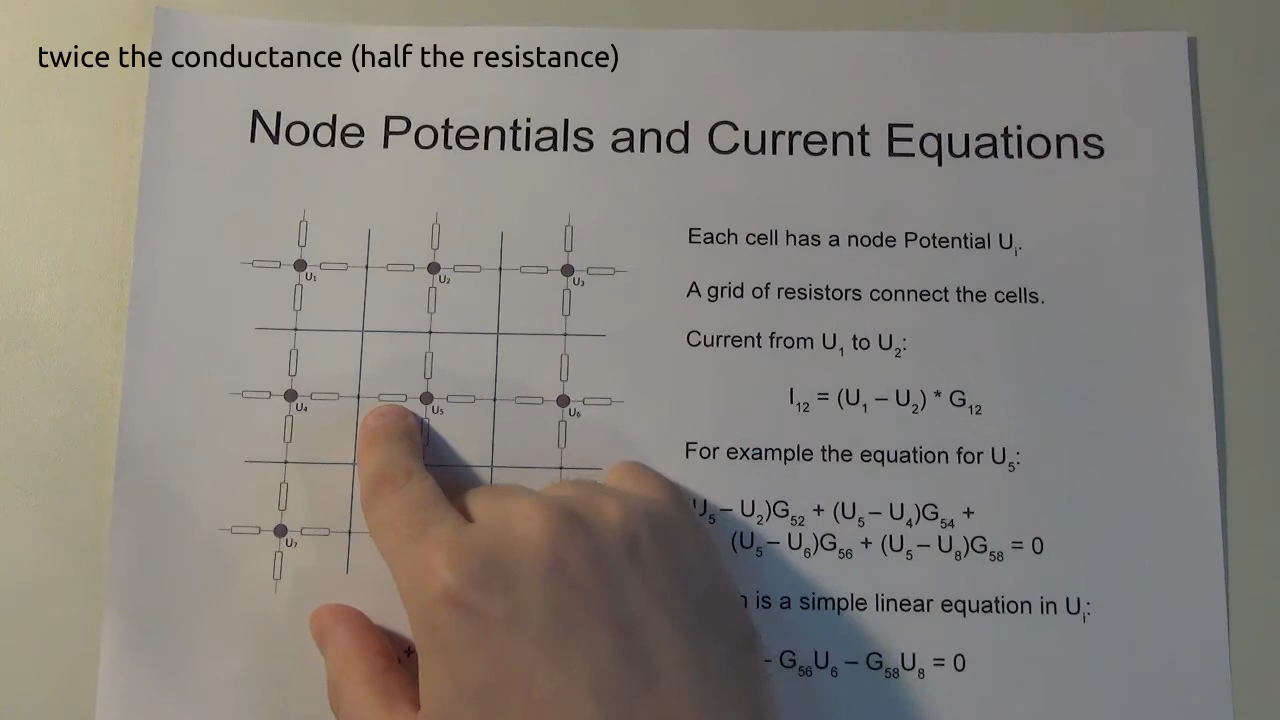 twice the conductance (half the resistance)
Node Potentials and Current Equations
U₁
U₂
U₃
U₄
U₅
U₆
U₇
Each cell has a node Potential Uᵢ.
A grid of resistors connect the cells.
Current from U₁ to U₂:
I₁₂ = (U₁ – U₂) * G₁₂
For example the equation for U₅:
U₅ – U₂)G₅₂ + (U₅ – U₄)G₅₄ +
(U₅ – U₆)G₅₆ + (U₅ – U₈)G₅₈ = 0
is a simple linear equation in Uᵢ:
- G₅₆U₆ – G₅₈U₈ = 0